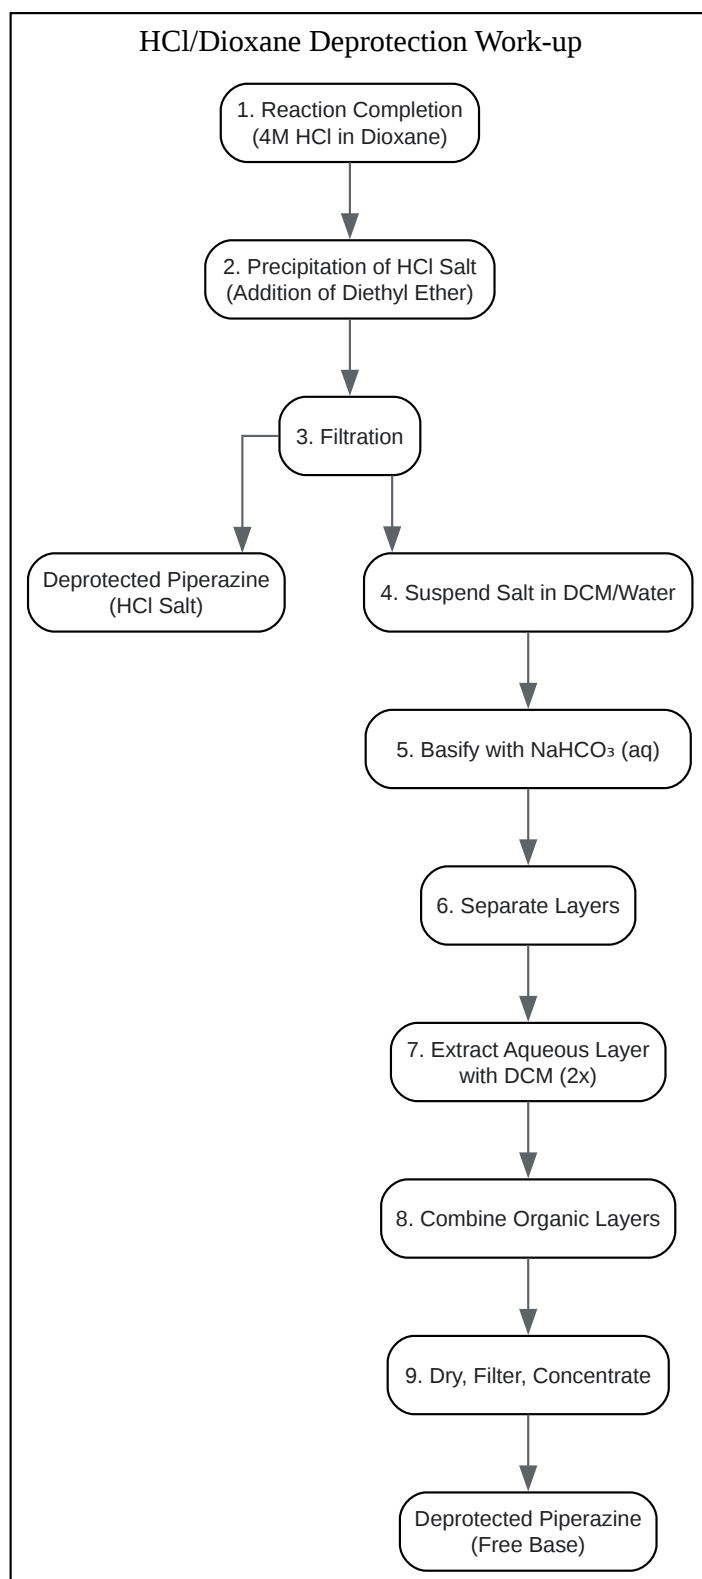 HCl/Dioxane Deprotection Work-up
1. Reaction Completion
(4M HCl in Dioxane)
2. Precipitation of HCl Salt
(Addition of Diethyl Ether)
3. Filtration
Deprotected Piperazine
(HCl Salt)
4. Suspend Salt in DCM/Water
5. Basify with NaHCO₃ (aq)
6. Separate Layers
7. Extract Aqueous Layer
with DCM (2x)
8. Combine Organic Layers
9. Dry, Filter, Concentrate
Deprotected Piperazine
(Free Base)